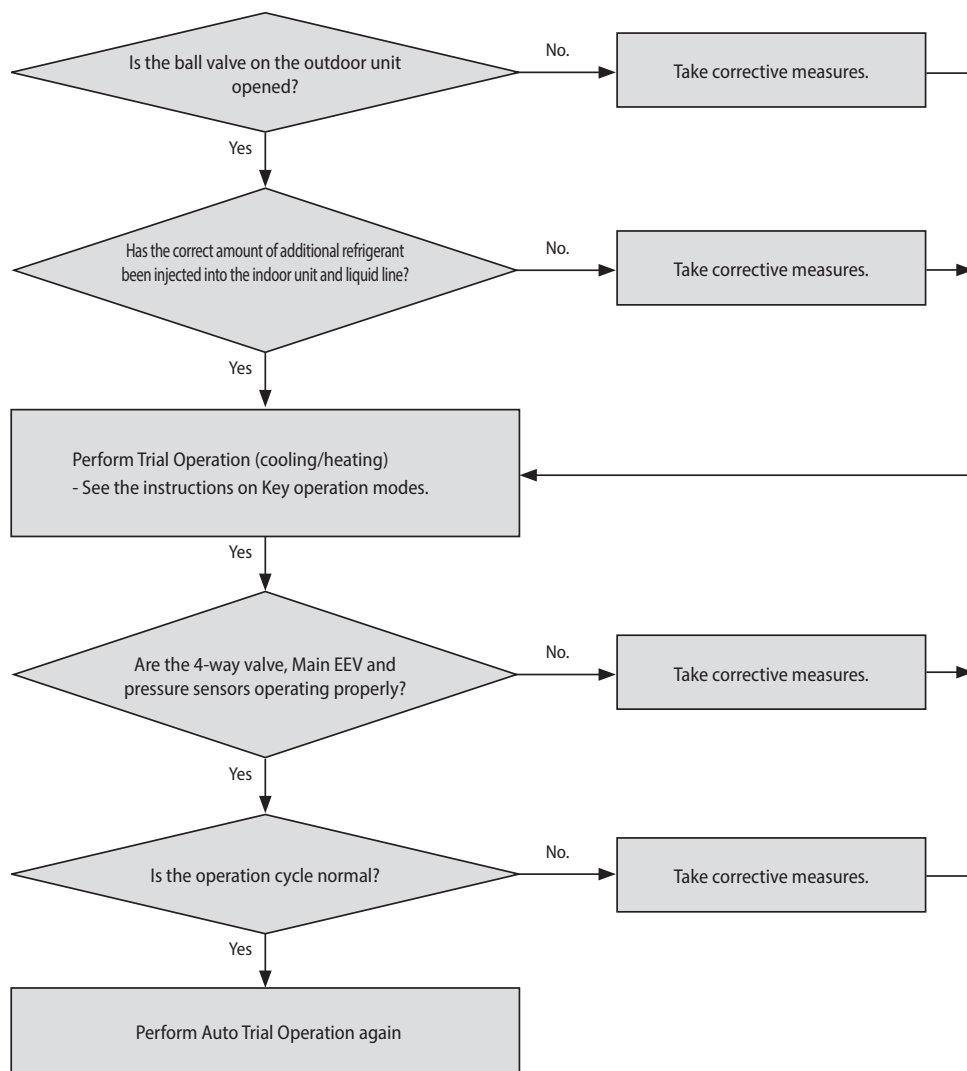 Is the ball valve on the outdoor unit
opened?
No.
Take corrective measures.
Yes
Has the correct amount of additional refrigerant
been injected into the indoor unit and liquid line?
No.
Take corrective measures.
Yes
Perform Trial Operation (cooling/heating)
- See the instructions on Key operation modes.
Yes
Are the 4-way valve, Main EEV and
pressure sensors operating properly?
No.
Take corrective measures.
Yes
Is the operation cycle normal?
No.
Take corrective measures.
Yes
Perform Auto Trial Operation again